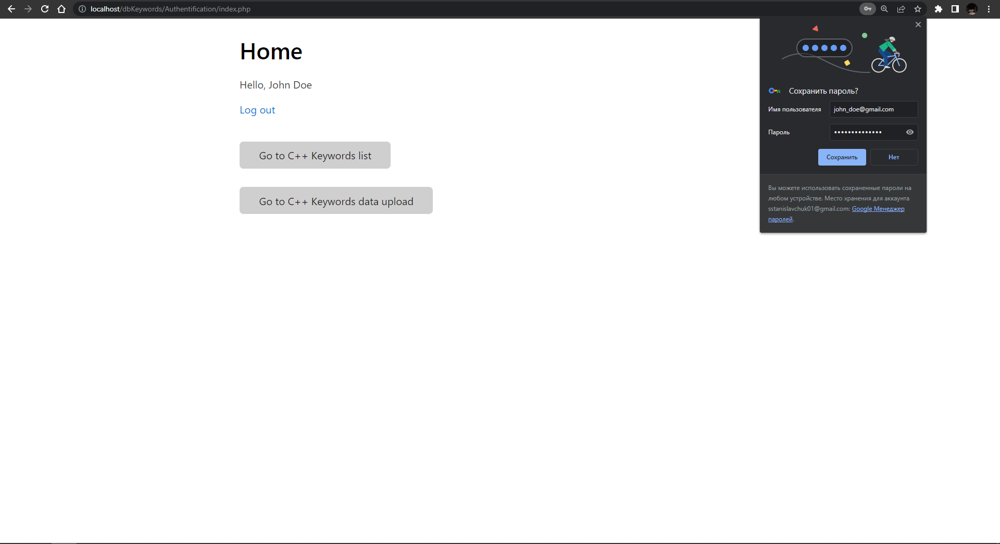 localhost/dbKeywords/Authentification/index.php
Home
Hello, John Doe
Log out
Go to C++ Keywords list
Go to C++ Keywords data upload
Сохранить пароль?
Имя пользователя john_doe@gmail.com
Пароль ••••••••••••••
Сохранить Нет
Вы можете использовать сохраненные пароли на
любом устройстве. Место хранения для аккаунта
sstanislavchuk01@gmail.com: Google Менеджер
паролей.